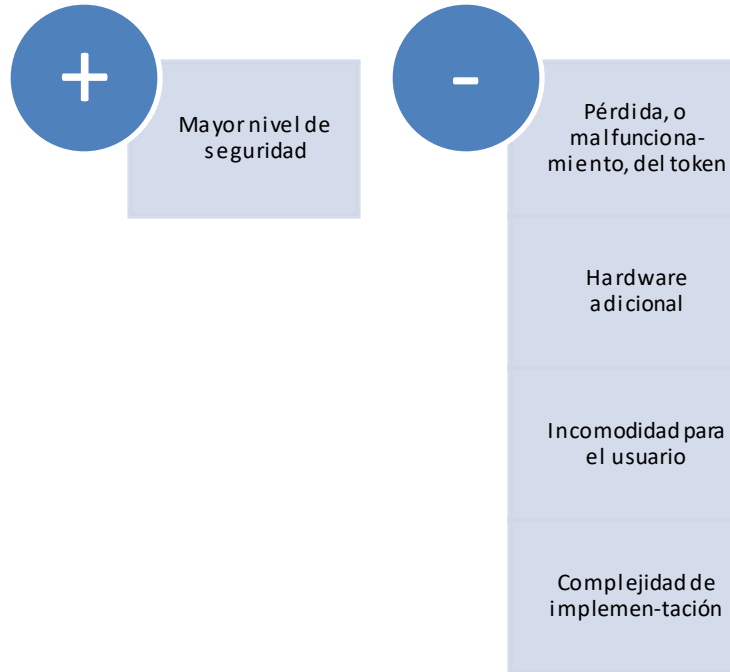 +
Mayor nivel de
seguridad
-
Pérdida, o
malfunciona-
miento, del token
Hardware
adicional
Incomodidad para
el usuario
Complejidad de
implemen-tación